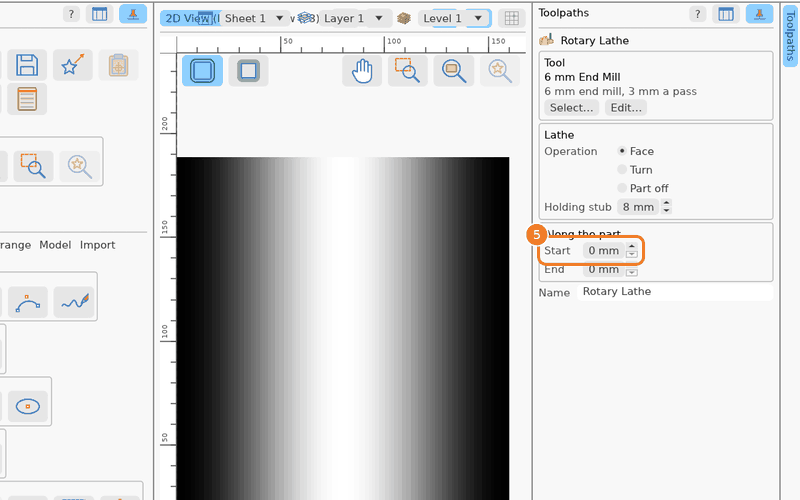 ?
2D View
Sheet 1
Layer 1
Level 1
50
100
150
200
150
100
50
range Model Import
Toolpaths
?
Toolpaths
Rotary Lathe
Tool
6 mm End Mill
6 mm end mill, 3 mm a pass
Select... Edit...
Lathe
Operation Face
Turn
Part off
Holding stub 8 mm
Along the part
5
Start 0 mm
End 0 mm
Name Rotary Lathe